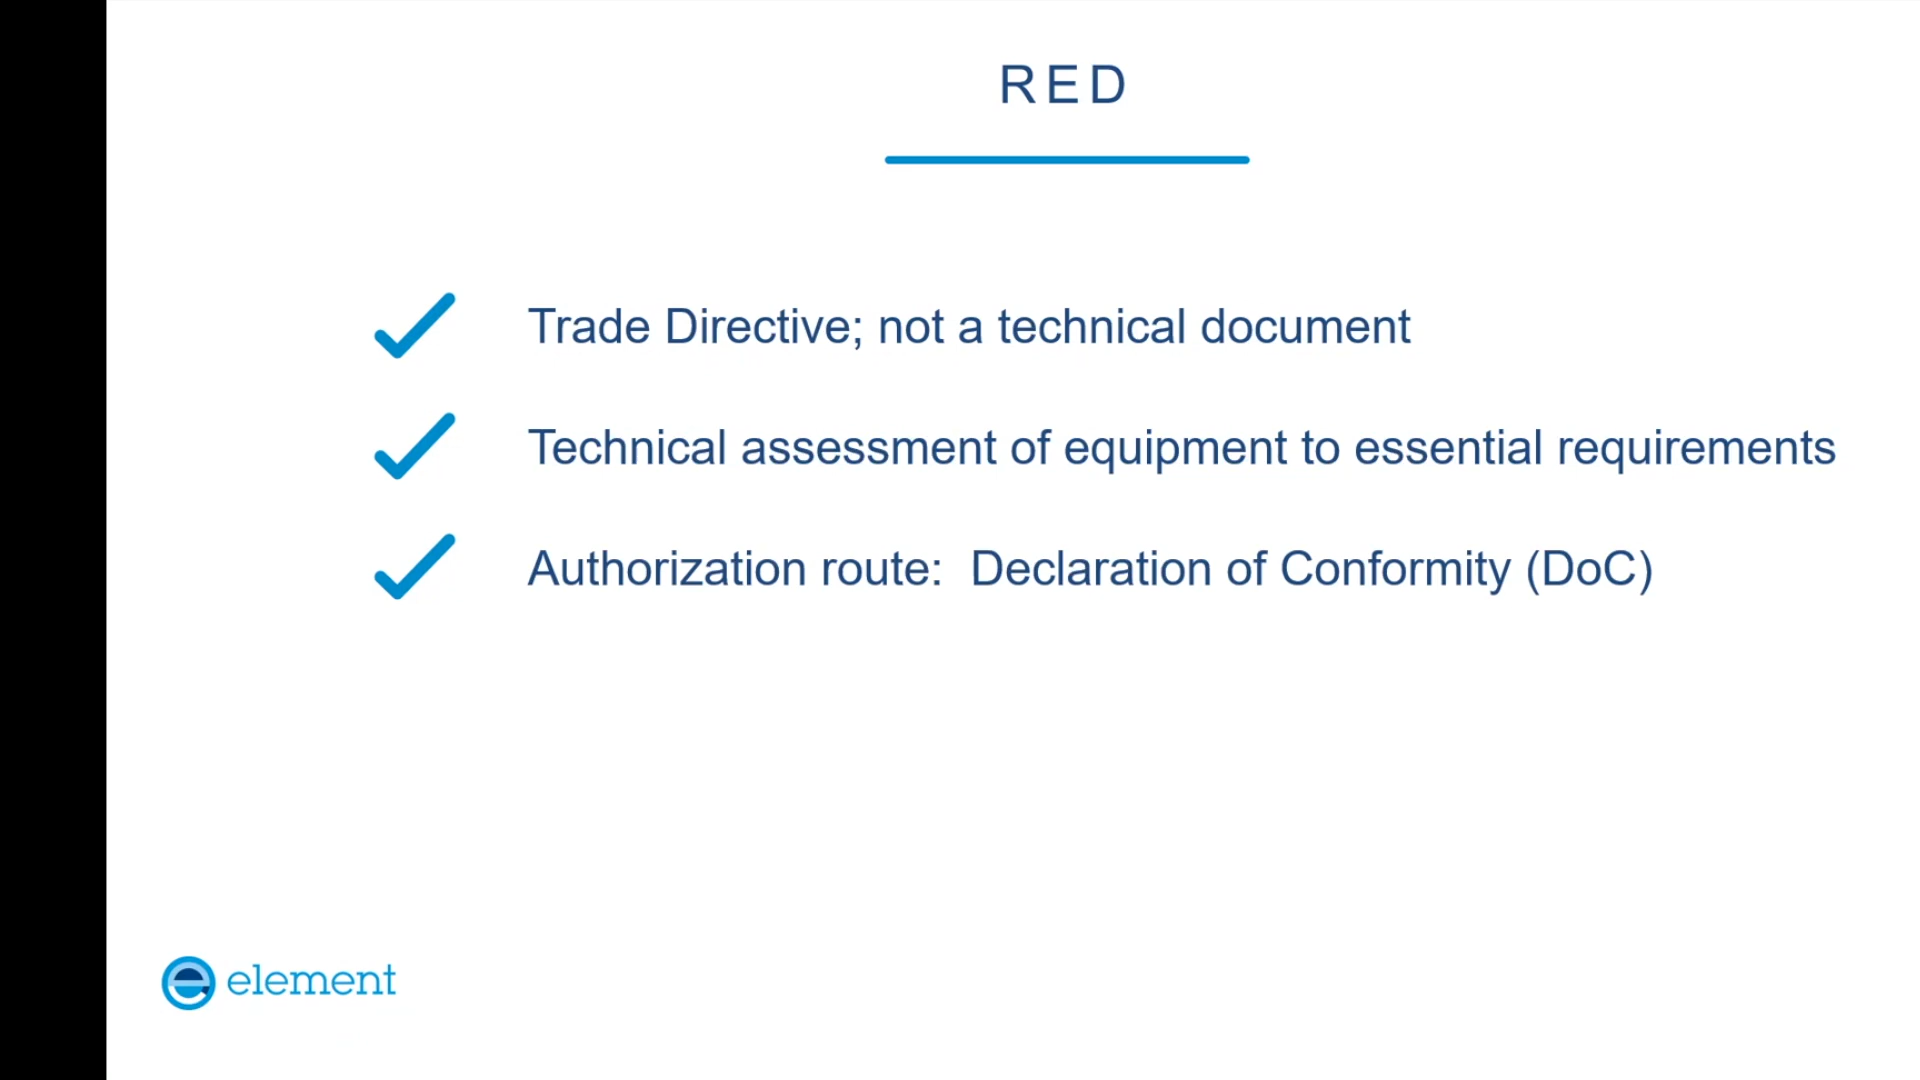 RED
Trade Directive; not a technical document
Technical assessment of equipment to essential requirements
Authorization route:  Declaration of Conformity (DoC)
element